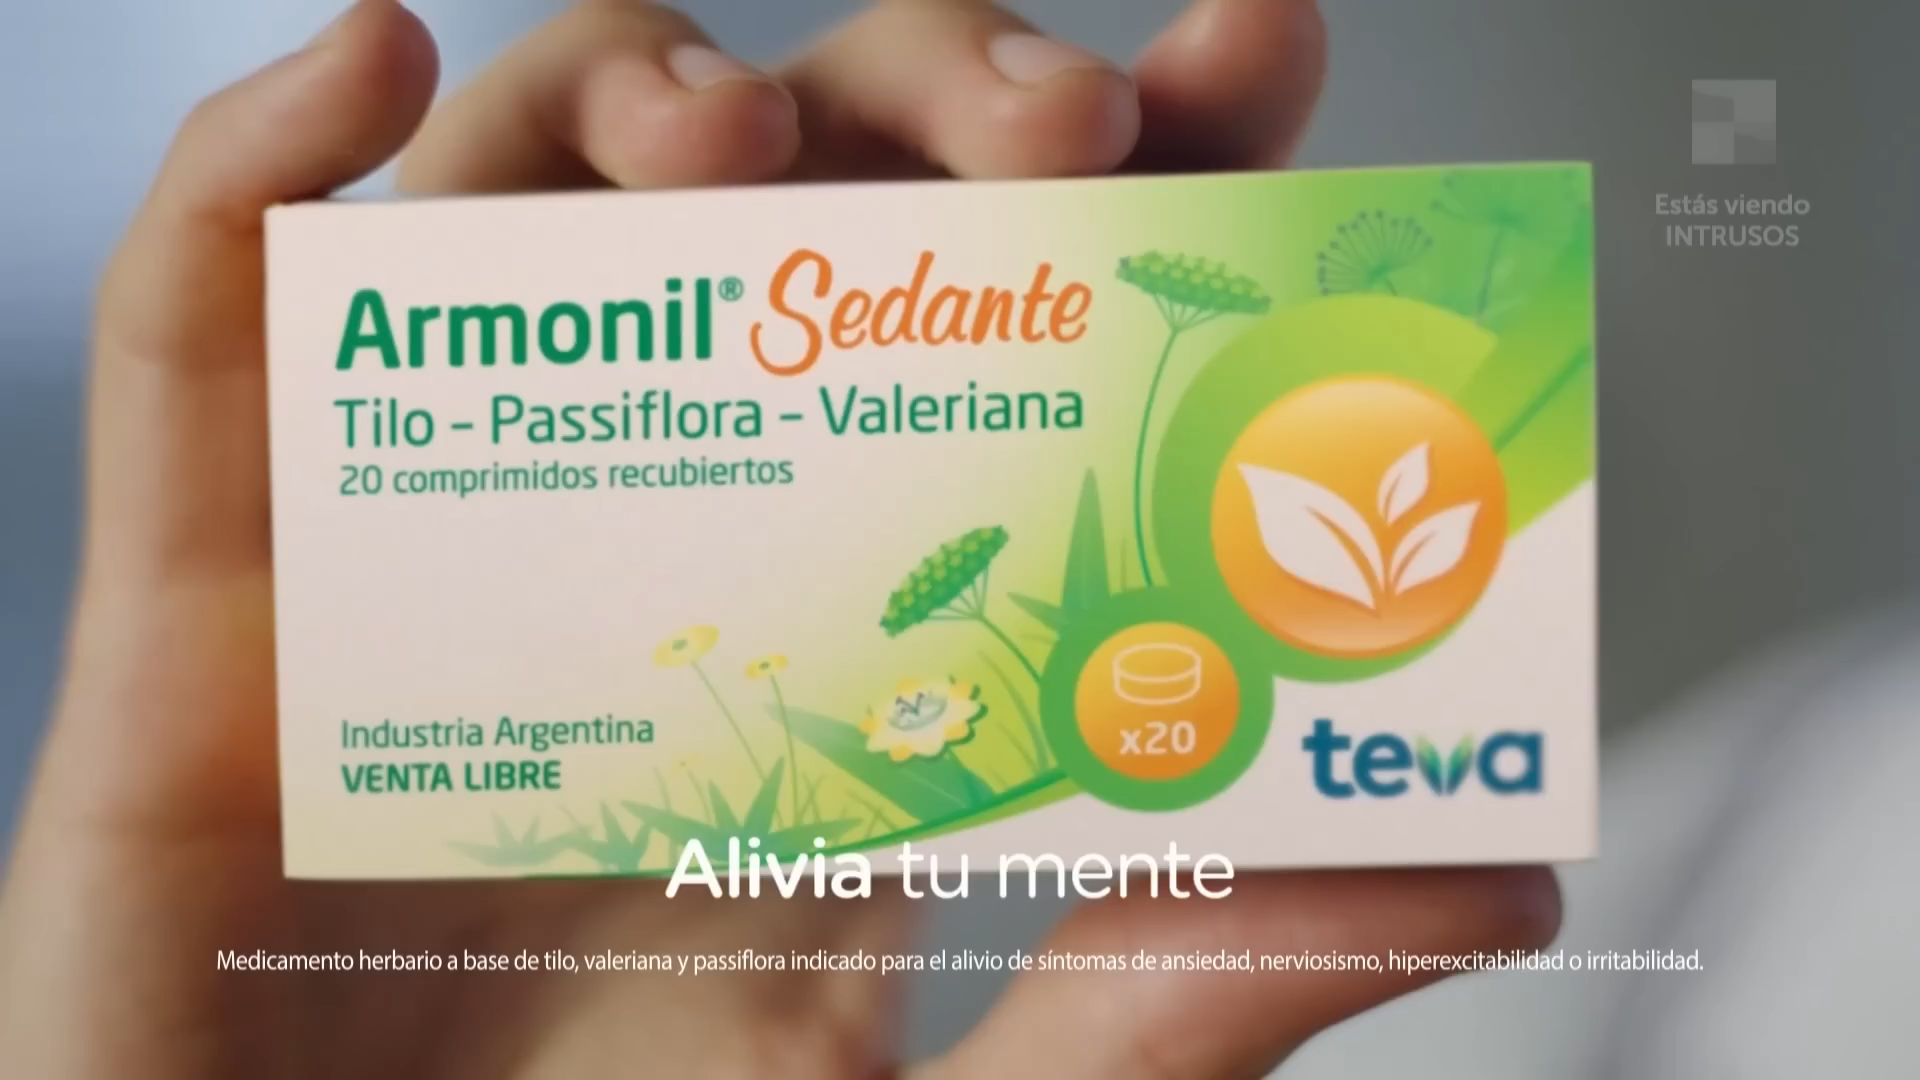 Estás viendo
INTRUSOS
Armonil® Sedante
Tilo - Passiflora - Valeriana
20 comprimidos recubiertos
x20
Industria Argentina
VENTA LIBRE
teva
Alivia tu mente
Medicamento herbario a base de tilo, valeriana y passiflora indicado para el alivio de síntomas de ansiedad, nerviosismo, hiperexcitabilidad o irritabilidad.